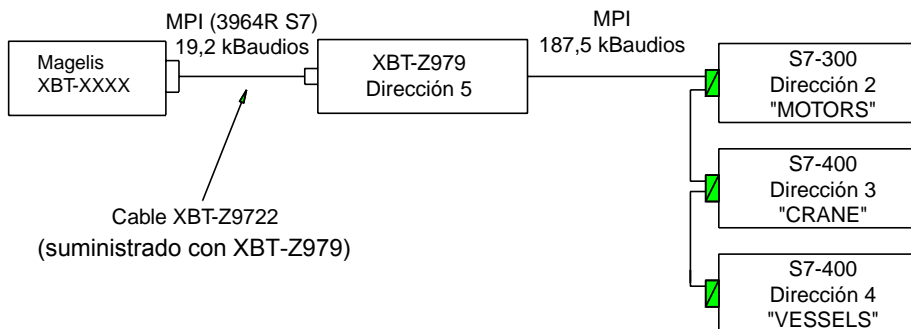 MPI (3964R S7)
19,2 kBaudios
MPI
187,5 kBaudios
Magelis
XBT-XXXX
XBT-Z979
Dirección 5
S7-300
Dirección 2
"MOTORS"
S7-400
Dirección 3
"CRANE"
S7-400
Dirección 4
"VESSELS"
Cable XBT-Z9722
(suministrado con XBT-Z979)